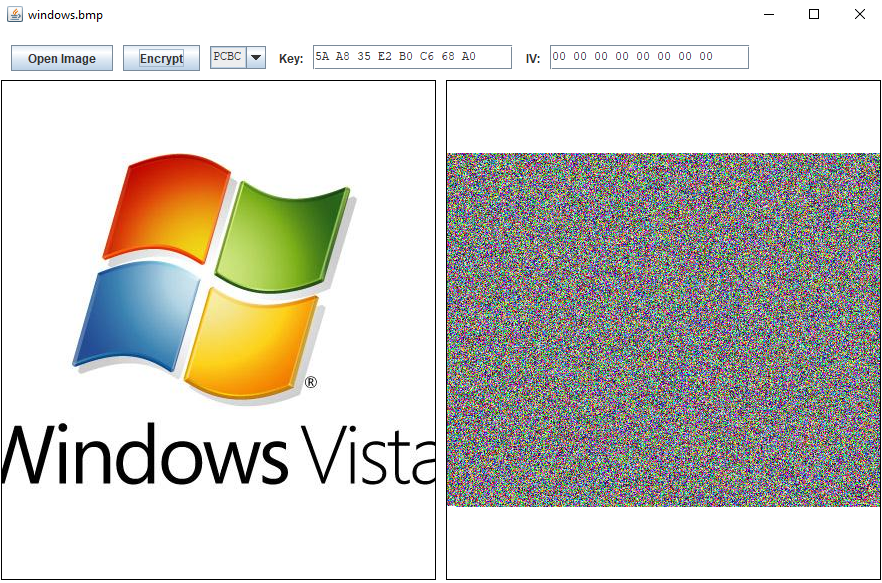 windows.bmp
Open Image Encrypt PCBC Key: 5A A8 35 E2 B0 C6 68 A0 IV: 00 00 00 00 00 00 00 00
®
Windows Vista